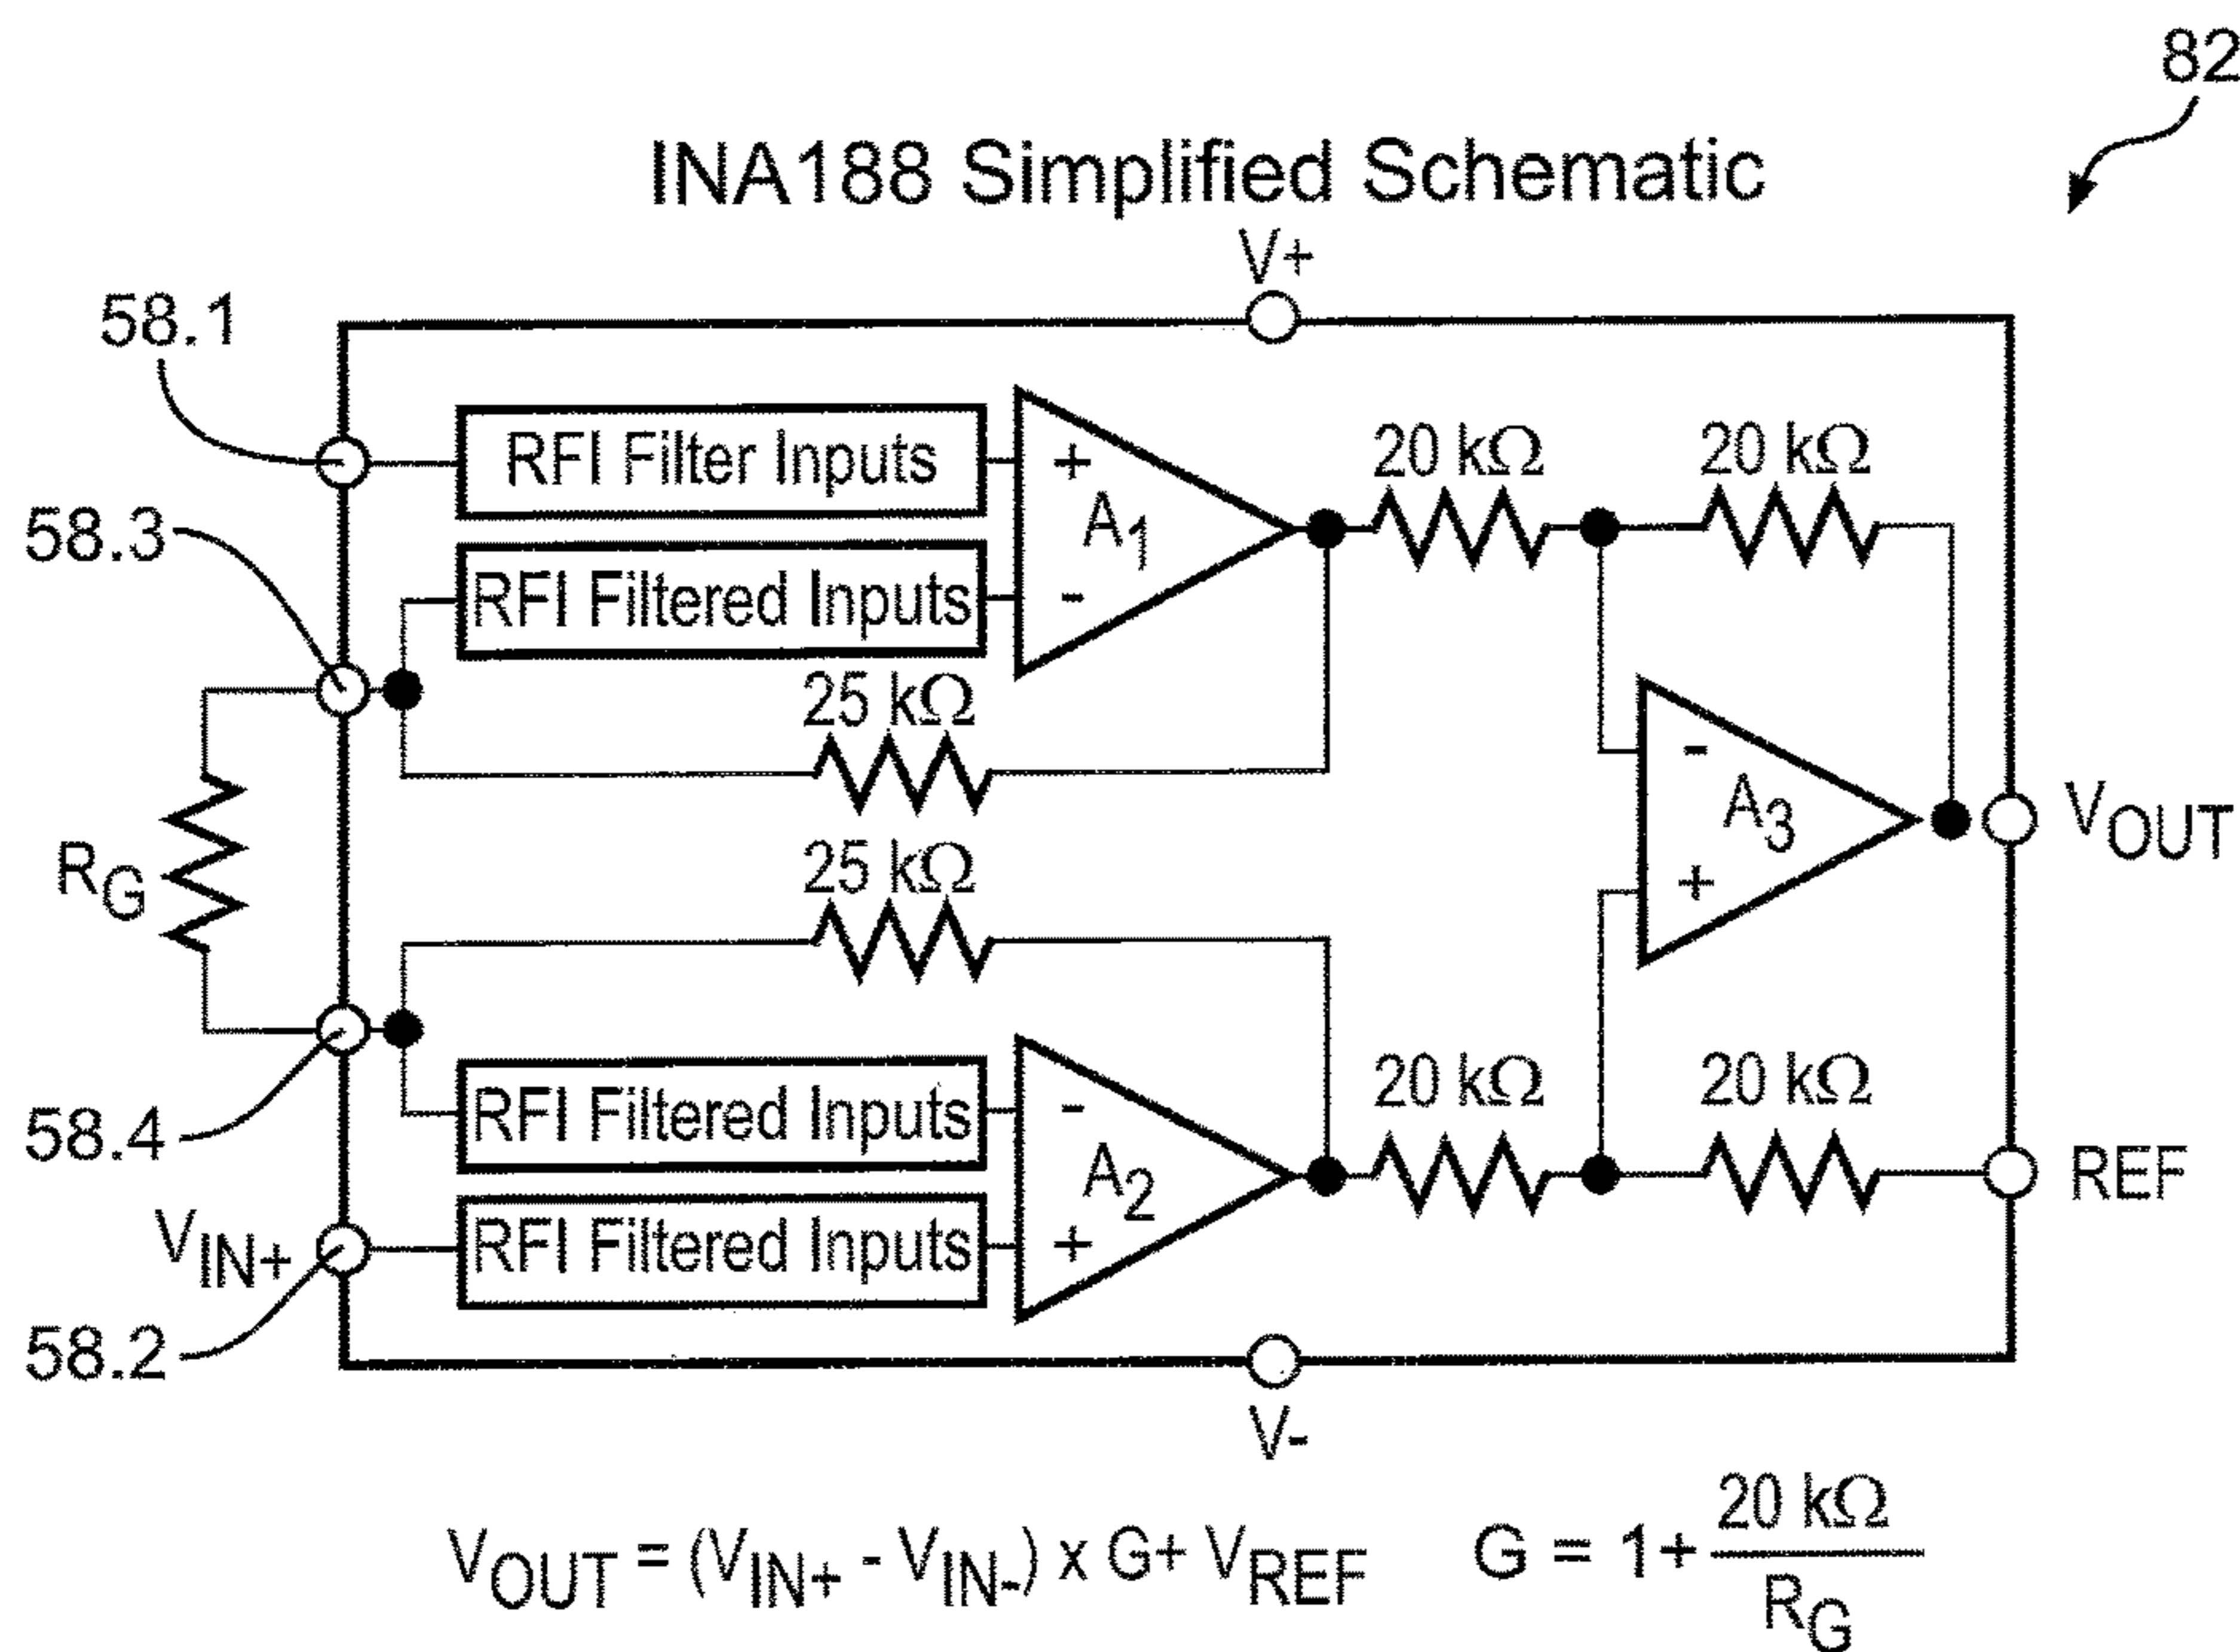 82
INA188 Simplified Schematic
V+
58.1
RFI Filter Inputs
+
A1
20 kΩ
20 kΩ
58.3
RFI Filtered Inputs
-
25 kΩ
-
A3
+
VOUT
RG
25 kΩ
58.4
RFI Filtered Inputs
-
A2
20 kΩ
20 kΩ
REF
VIN+
RFI Filtered Inputs
+
58.2
V-
VOUT = (VIN+ - VIN-) x G+ VREF
G = 1+ 20 kΩ
RG